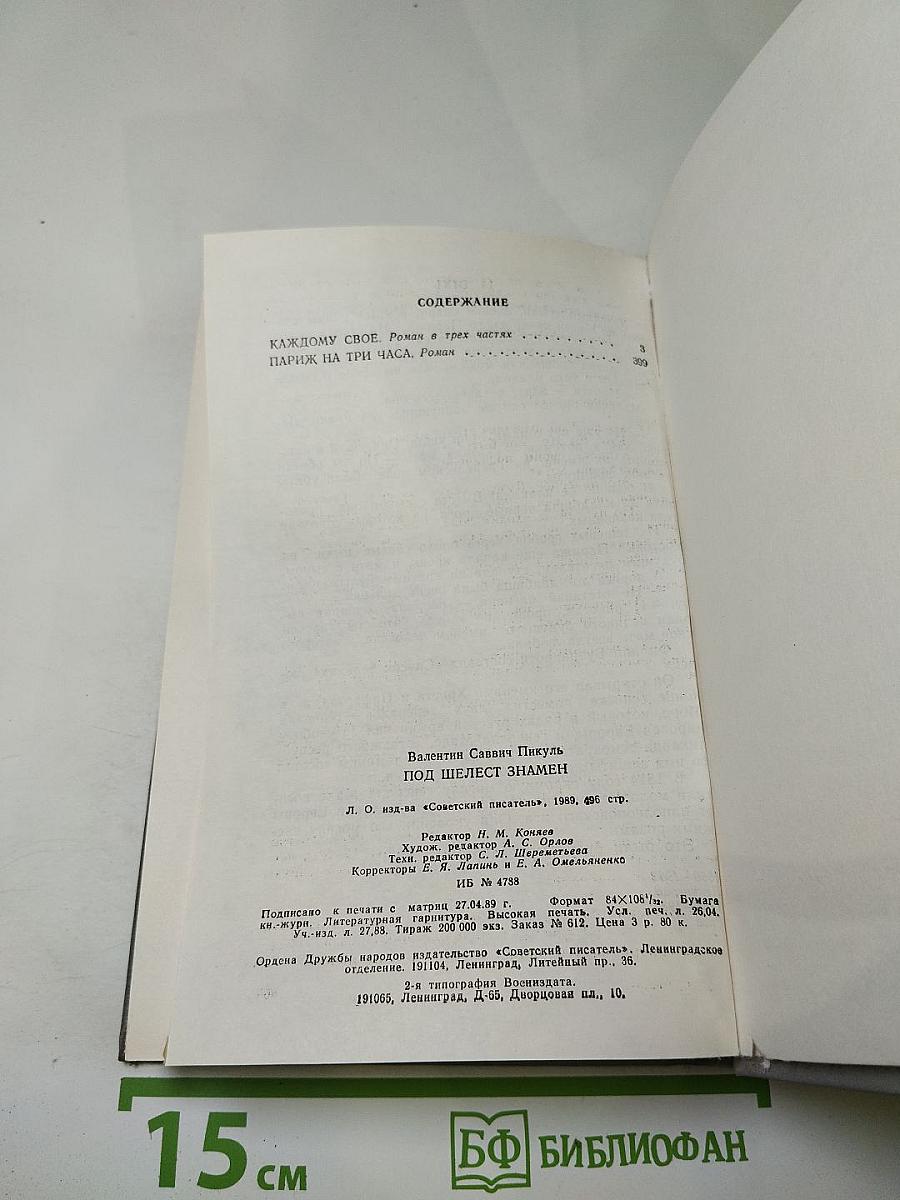 СОДЕРЖАНИЕ
КАЖДОМУ СВОЕ. Роман в трех частях . . . . . . . . . 3
ПАРИЖ НА ТРИ ЧАСА. Роман . . . . . . . . . . . . . . . 399
Валентин Саввич Пикуль
ПОД ШЕЛЕСТ ЗНАМЕН
Л. О. изд-ва «Советский писатель», 1989, 496 стр.
Редактор Н. М. Коняев
Худож. редактор А. С. Орлов
Техн. редактор С. Л. Шереметьева
Корректоры Е. Я. Лапинь и Е. А. Омельяненко
ИБ № 4788
Подписано к печати с матриц 27.04.89 г. Формат 84×108¹/₃₂. Бумага
кн.-журн. Литературная гарнитура. Высокая печать. Усл. печ. л. 26,04.
Уч.-изд. л. 27,88. Тираж 200 000 экз. Заказ № 612. Цена 3 р. 80 к.
Ордена Дружбы народов издательство «Советский писатель». Ленинградское
отделение. 191104, Ленинград, Литейный пр., 36.
2-я типография Воениздата.
191065, Ленинград, Д-65, Дворцовая пл., 10.
15 см
БФ БИБЛИОФАН